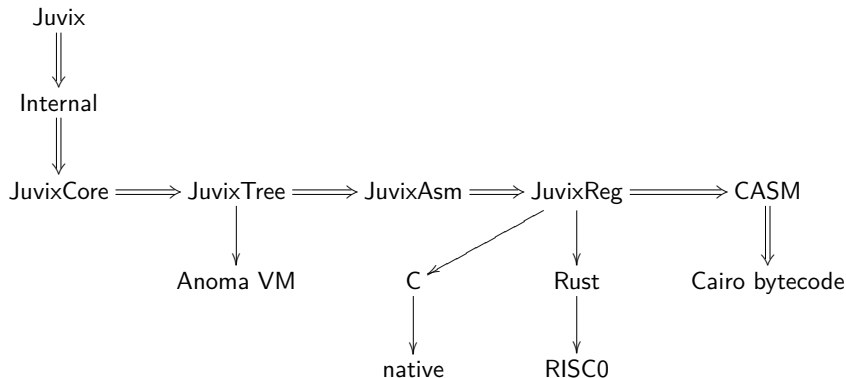 Juvix
Internal
JuvixCore JuvixTree JuvixAsm JuvixReg CASM
Anoma VM C Rust Cairo bytecode
native RISC0